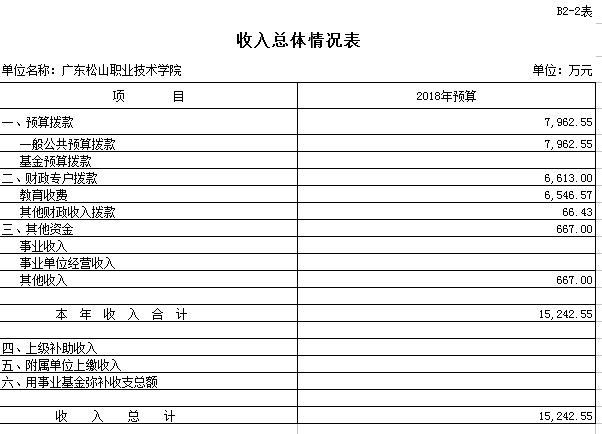 B2-2表
收入总体情况表
单位名称：广东松山职业技术学院 单位：万元
项 目 2018年预算
一、预算拨款 7,962.55
一般公共预算拨款 7,962.55
基金预算拨款
二、财政专户拨款 6,613.00
教育收费 6,546.57
其他财政收入拨款 66.43
三、其他资金 667.00
事业收入
事业单位经营收入
其他收入 667.00
本 年 收 入 合 计 15,242.55
四、上级补助收入
五、附属单位上缴收入
六、用事业基金弥补收支总额
收 入 总 计 15,242.55